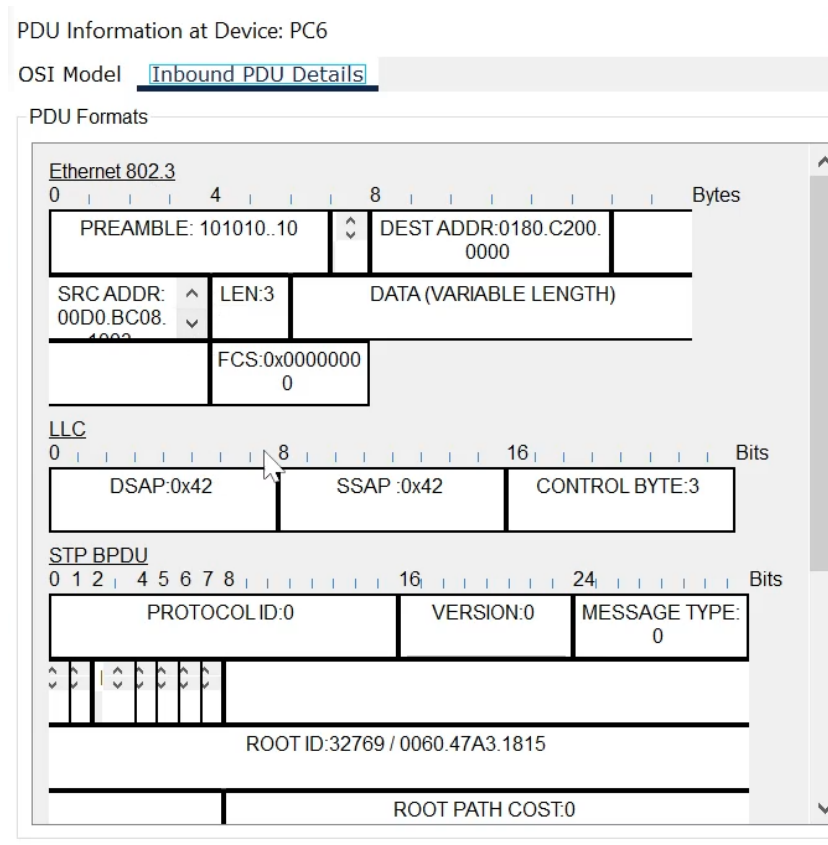 PDU Information at Device: PC6
OSI Model Inbound PDU Details
PDU Formats
Ethernet 802.3
0 4 8 Bytes
PREAMBLE: 101010..10 DEST ADDR:0180.C200.
0000
SRC ADDR: LEN:3 DATA (VARIABLE LENGTH)
00D0.BC08.
FCS:0x0000000
0
LLC
0 8 16 Bits
DSAP:0x42 SSAP :0x42 CONTROL BYTE:3
STP BPDU
0 1 2 4 5 6 7 8 16 24 Bits
PROTOCOL ID:0 VERSION:0 MESSAGE TYPE:
0
ROOT ID:32769 / 0060.47A3.1815
ROOT PATH COST:0